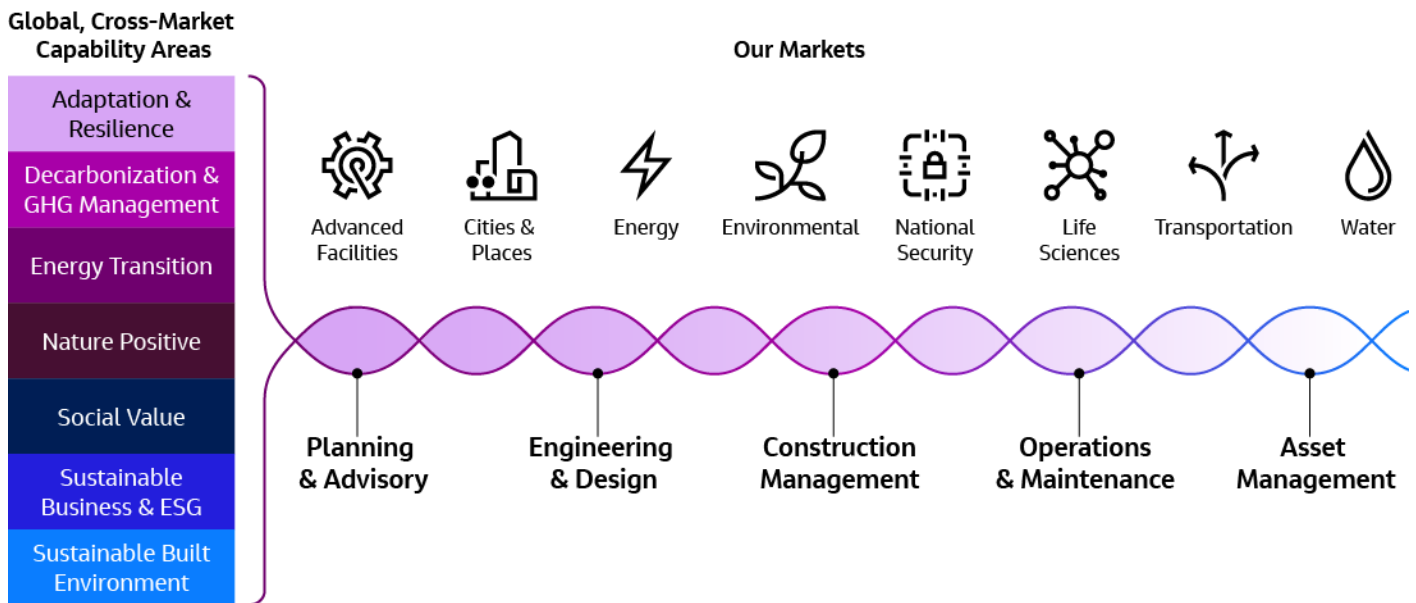 Global, Cross-Market
Capability Areas
Adaptation &
Resilience
Decarbonization &
GHG Management
Energy Transition
Nature Positive
Social Value
Sustainable
Business & ESG
Sustainable Built
Environment
Our Markets
Advanced
Facilities
Cities &
Places
Energy
Environmental
National
Security
Life
Sciences
Transportation
Water
Planning
& Advisory
Engineering
& Design
Construction
Management
Operations
& Maintenance
Asset
Management